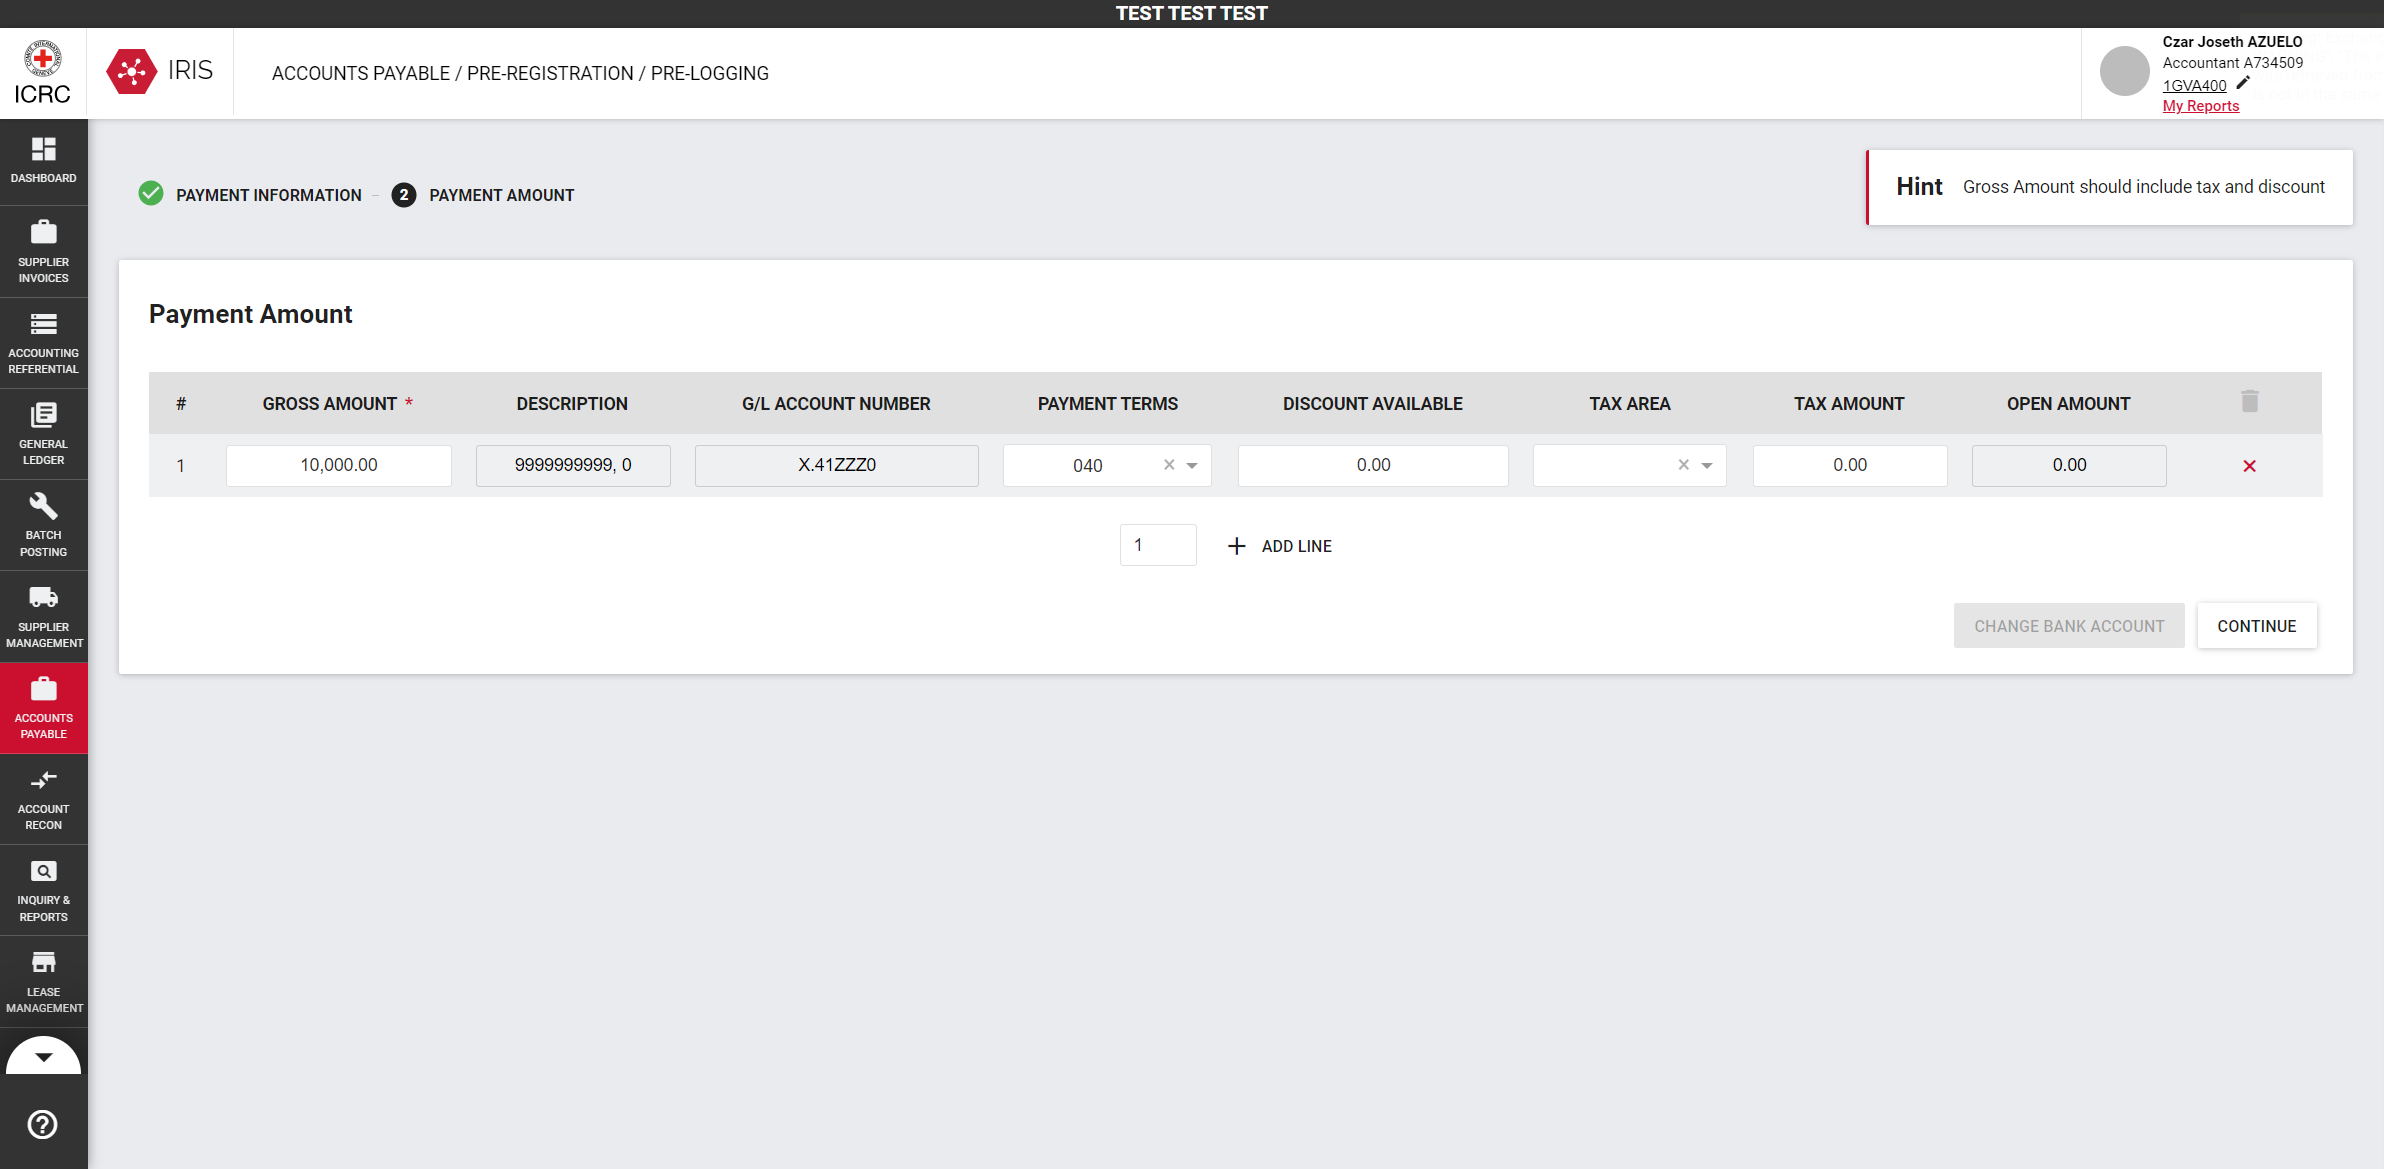 TEST TEST TEST
ICRC
IRIS
ACCOUNTS PAYABLE / PRE-REGISTRATION / PRE-LOGGING
Czar Joseth AZUELO
Accountant A734509
1GVA400
My Reports
DASHBOARD
SUPPLIER
INVOICES
ACCOUNTING
REFERENTIAL
GENERAL
LEDGER
BATCH
POSTING
SUPPLIER
MANAGEMENT
ACCOUNTS
PAYABLE
ACCOUNT
RECON
INQUIRY &
REPORTS
LEASE
MANAGEMENT
PAYMENT INFORMATION – 2 PAYMENT AMOUNT
Hint Gross Amount should include tax and discount
Payment Amount
# GROSS AMOUNT * DESCRIPTION G/L ACCOUNT NUMBER PAYMENT TERMS DISCOUNT AVAILABLE TAX AREA TAX AMOUNT OPEN AMOUNT
1 10,000.00 9999999999, 0 X.41ZZZ0 040 0.00 0.00 0.00
1 ADD LINE
CHANGE BANK ACCOUNT CONTINUE